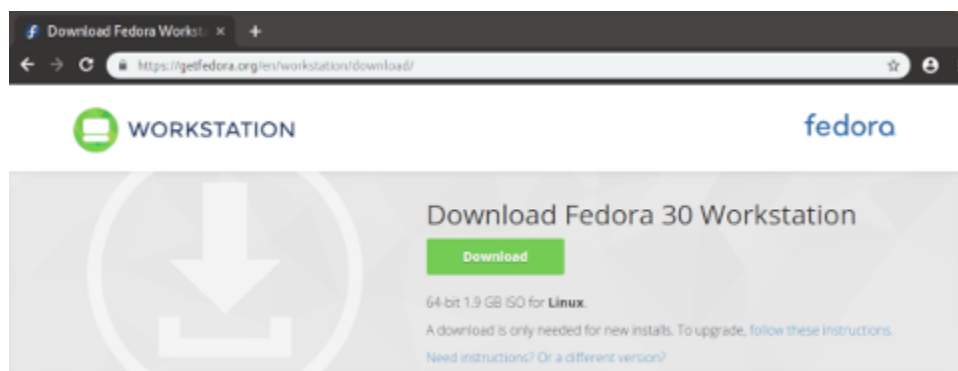 Download Fedora Workst
https://getfedora.org/en/workstation/download/
WORKSTATION
fedora
Download Fedora 30 Workstation
Download
64-bit 1.9 GB ISO for Linux.
A download is only needed for new installs. To upgrade, follow these instructions.
Need instructions? Or a different version?